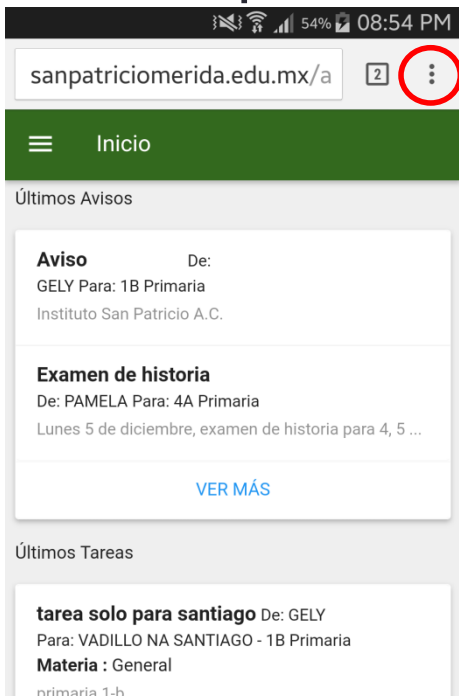 54% 08:54 PM
sanpatriciomerida.edu.mx/a 2
Inicio
Últimos Avisos
Aviso De:
GELY Para: 1B Primaria
Instituto San Patricio A.C.
Examen de historia
De: PAMELA Para: 4A Primaria
Lunes 5 de diciembre, examen de historia para 4, 5 ...
VER MÁS
Últimos Tareas
tarea solo para santiago De: GELY
Para: VADILLO NA SANTIAGO - 1B Primaria
Materia : General
primaria 1-b